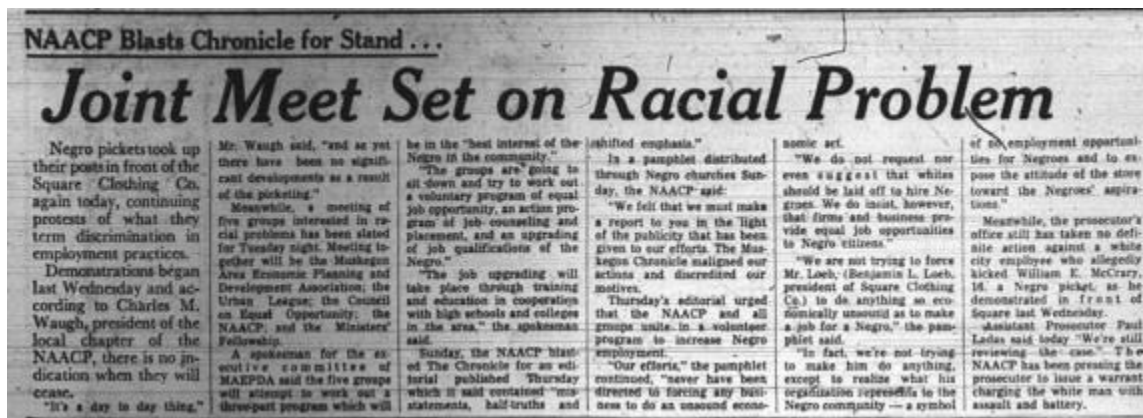 NAACP Blasts Chronicle for Stand . . .
Joint Meet Set on Racial Problem
Negro pickets took up
their posts in front of the
Square Clothing Co.
again today, continuing
protests of what they
term discrimination in
employment practices.
Demonstrations began
last Wednesday and ac-
cording to Charles M.
Waugh, president of the
local chapter of the
NAACP, there is no in-
dication when they will
cease.
"It's a day to day thing,"
Mr. Waugh said, "and as yet
there have been no signifi-
cant developments as a result
of the picketing."
Meanwhile, a meeting of
five groups interested in ra-
cial problems has been slated
for Tuesday night. Meeting to-
gether will be the Muskegon
Area Economic Planning and
Development Association; the
Urban League; the Council
on Equal Opportunity; the
NAACP, and the Ministers'
Fellowship.
A spokesman for the ex-
ecutive committee of
MAEPDA said the five groups
will attempt to work out a
three-part program which will
be in the "best interest of the
Negro in the community."
"The groups are going to
sit down and try to work out
a voluntary program of equal
job opportunity, an action pro-
gram of job counselling and
placement, and an upgrading
of job qualifications of the
Negro."
"The job upgrading will
take place through training
and education in cooperation
with high schools and colleges
in the area," the spokesman
said.
Sunday, the NAACP blast-
ed The Chronicle for an edi-
torial published Thursday
which it said contained "mis-
statements, half-truths and
shifted emphasis."
In a pamphlet distributed
through Negro churches Sun-
day, the NAACP said:
"We felt that we must make
a report to you in the light
of the publicity that has been
given to our efforts. The Mus-
kegon Chronicle maligned our
actions and discredited our
motives.
Thursday's editorial urged
that the NAACP and all
groups unite in a volunteer
program to increase Negro
employment.
"Our efforts," the pamphlet
continued, "never have been
directed to forcing any busi-
ness to do an unsound econo-
nomic act.
"We do not request nor
even suggest that whites
should be laid off to hire Ne-
groes. We do insist, however,
that firms and business pro-
vide equal job opportunities
to Negro citizens."
"We are not trying to force
Mr. Loeb, (Benjamin L. Loeb,
president of Square Clothing
Co.) to do anything so eco-
nomically unsound as to make
a job for a Negro," the pam-
phlet said.
"In fact, we're not trying
to make him do anything,
except to realize what his
organization represents to the
Negro community — a symbol
of no employment opportuni-
ties for Negroes and to ex-
pose the attitude of the store
toward the Negroes' aspira-
tions."
Meanwhile, the prosecutor's
office still has taken no defi-
nite action against a white
city employee who allegedly
kicked William E. McCrary,
16, a Negro picket, as he
demonstrated in front of
Square last Wednesday.
Assistant Prosecutor Paul
Ladas said today "We're still
reviewing the case." The
NAACP has been pressing the
prosecutor to issue a warrant
charging the white man with
assault and battery.